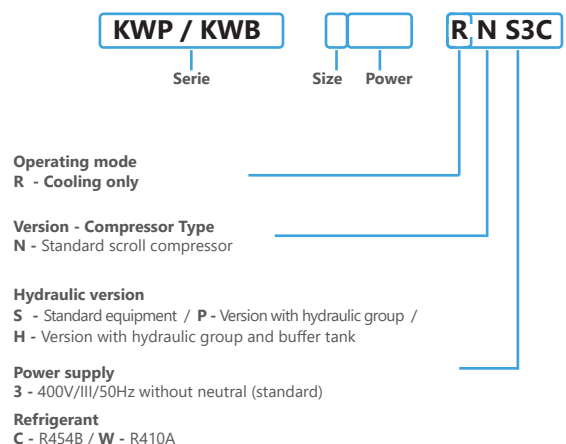 KWP / KWB R N S3C
Serie Size Power
Operating mode
R - Cooling only
Version - Compressor Type
N - Standard scroll compressor
Hydraulic version
S - Standard equipment / P - Version with hydraulic group /
H - Version with hydraulic group and buffer tank
Power supply
3 - 400V/III/50Hz without neutral (standard)
Refrigerant
C - R454B / W - R410A